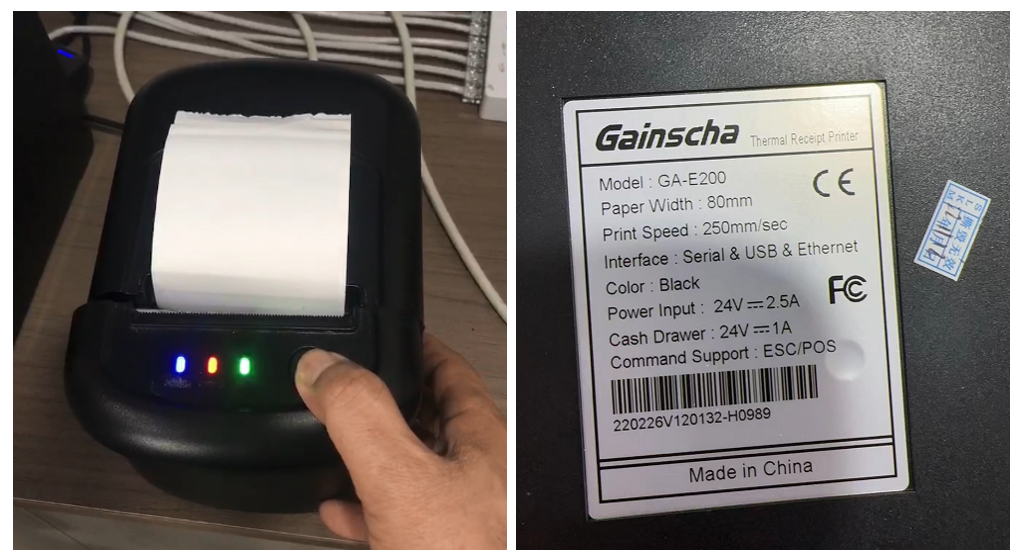 Gainscha Thermal Receipt Printer
Model : GA-E200
CE
Paper Width : 80mm
Print Speed : 250mm/sec
Interface : Serial & USB & Ethernet
Color : Black
FC
Power Input : 24V⎓2.5A
Cash Drawer : 24V⎓1A
Command Support : ESC/POS
220226V120132-H0989
Made in China